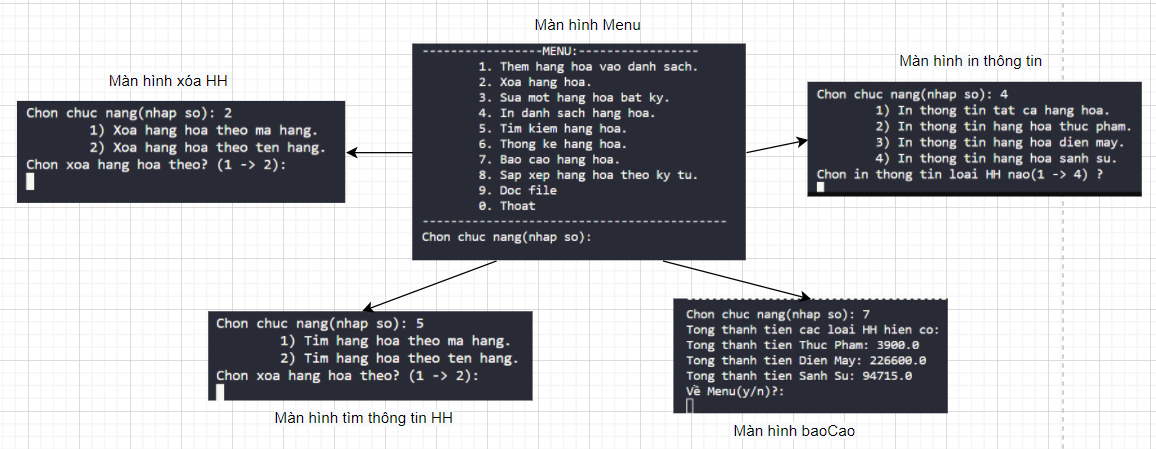 Màn hình Menu
-----------------MENU:-----------------
1. Them hang hoa vao danh sach.
2. Xoa hang hoa.
3. Sua mot hang hoa bat ky.
4. In danh sach hang hoa.
5. Tim kiem hang hoa.
6. Thong ke hang hoa.
7. Bao cao hang hoa.
8. Sap xep hang hoa theo ky tu.
9. Doc file
0. Thoat
-----------------------------------------
Chon chuc nang(nhap so):
Màn hình xóa HH
Chon chuc nang(nhap so): 2
1) Xoa hang hoa theo ma hang.
2) Xoa hang hoa theo ten hang.
Chon xoa hang hoa theo? (1 -> 2):
Màn hình in thông tin
Chon chuc nang(nhap so): 4
1) In thong tin tat ca hang hoa.
2) In thong tin hang hoa thuc pham.
3) In thong tin hang hoa dien may.
4) In thong tin hang hoa sanh su.
Chon in thong tin loai HH nao(1 -> 4) ?
Chon chuc nang(nhap so): 5
1) Tim hang hoa theo ma hang.
2) Tim hang hoa theo ten hang.
Chon xoa hang hoa theo? (1 -> 2):
Màn hình tìm thông tin HH
Chon chuc nang(nhap so): 7
Tong thanh tien cac loai HH hien co:
Tong thanh tien Thuc Pham: 3900.0
Tong thanh tien Dien May: 226600.0
Tong thanh tien Sanh Su: 94715.0
Về Menu(y/n)?:
Màn hình baoCao